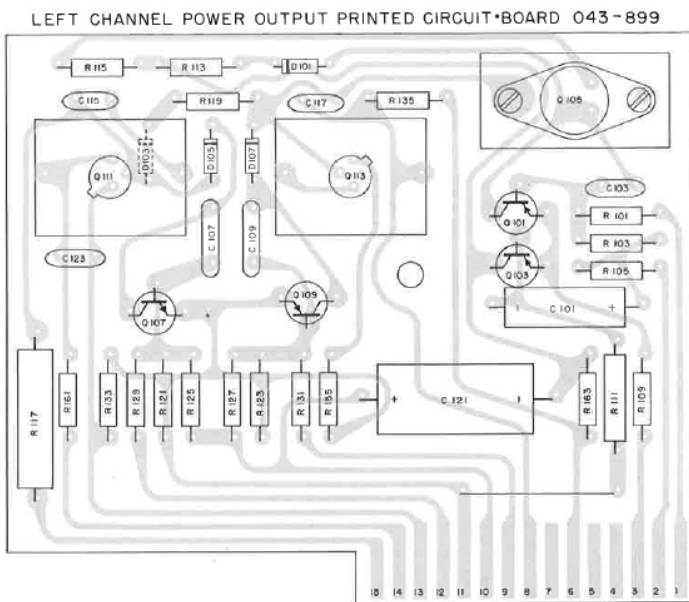 LEFT CHANNEL POWER OUTPUT PRINTED CIRCUIT•BOARD 043-899
R115 R113 D101
C115 R119 C117 R135 Q105
D103 D105 D107
Q111 Q113
C103
Q101 R101
C107 C109 R103
C123 Q103 R105
Q107 Q109 - C101 +
R117 R161 R133 R129 R121 R125 R127 R123 R131 R155 + C121 - R163 R111 R109
15 14 13 12 11 10 9 8 7 6 5 4 3 2 1